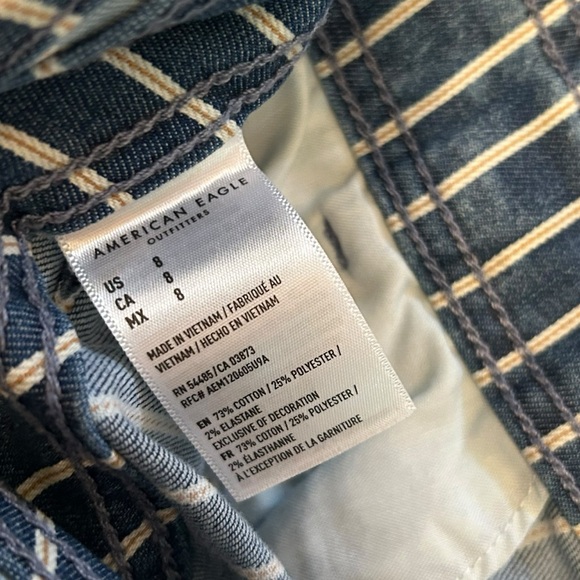 AMERICAN EAGLE
OUTFITTERS
US 8
CA 8
MX 8
MADE IN VIETNAM / FABRIQUÉ AU
VIETNAM / HECHO EN VIETNAM
RN 54485 / CA 03873
RFC# AEM120605U9A
EN 73% COTTON / 25% POLYESTER /
2% ELASTANE
EXCLUSIVE OF DECORATION
FR 73% COTON / 25% POLYESTER /
2% ÉLASTHANNE
À L'EXCEPTION DE LA GARNITURE